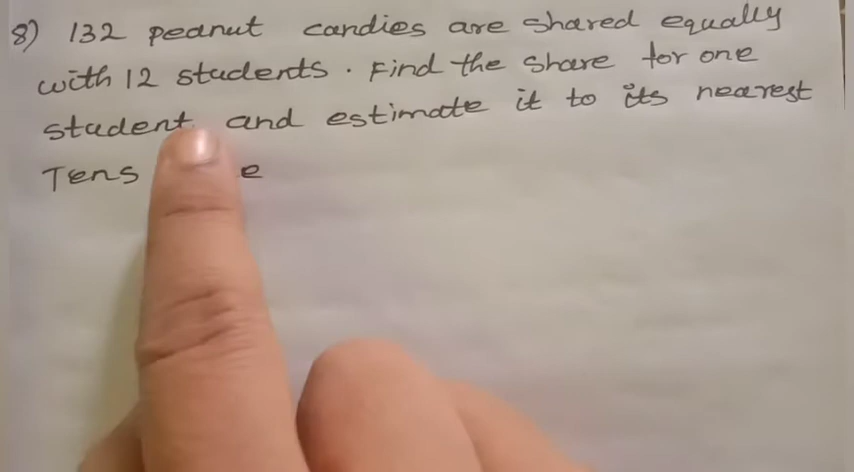 8) 132 peanut candies are shared equally
with 12 students. Find the share for one
student and estimate it to its nearest
Tens